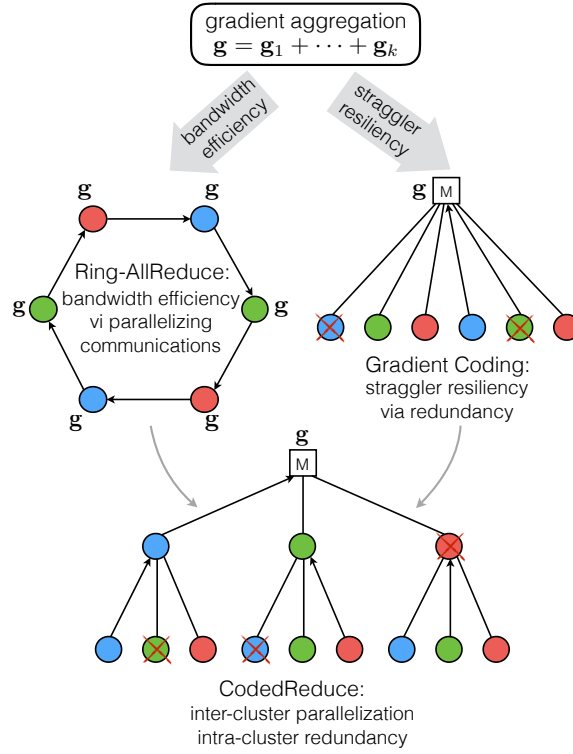 gradient aggregation
g = g₁ + ⋯ + gₖ
bandwidth
efficiency
straggler
resiliency
g
g
g
M
g
g
Ring-AllReduce:
bandwidth efficiency
vi parallelizing
communications
Gradient Coding:
straggler resiliency
via redundancy
g
g
g
M
CodedReduce:
inter-cluster parallelization
intra-cluster redundancy